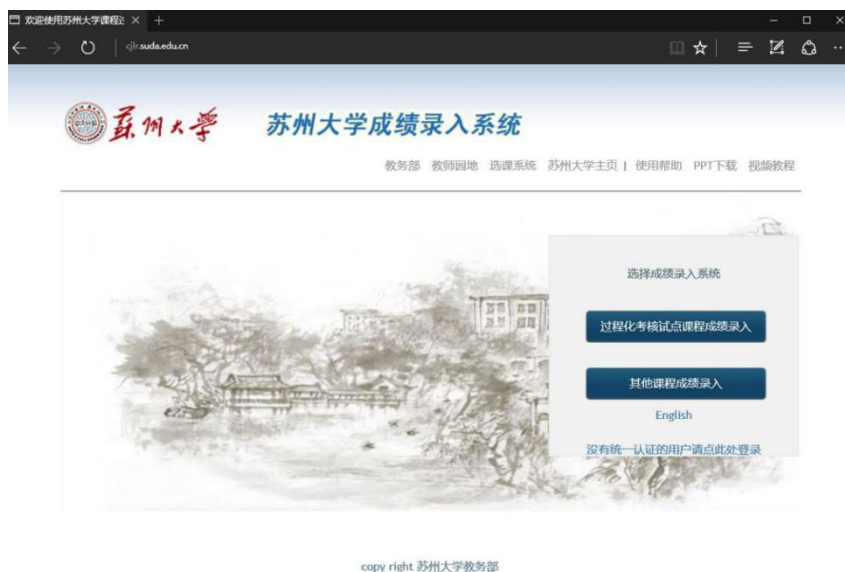 欢迎使用苏州大学课程
cjlr.suda.edu.cn
蘇州大學 苏州大学成绩录入系统
教务部 教师园地 选课系统 苏州大学主页 | 使用帮助 PPT下载 视频教程
选择成绩录入系统
过程化考核试点课程成绩录入
其他课程成绩录入
English
没有统一认证的用户请点此处登录
copy right 苏州大学教务部